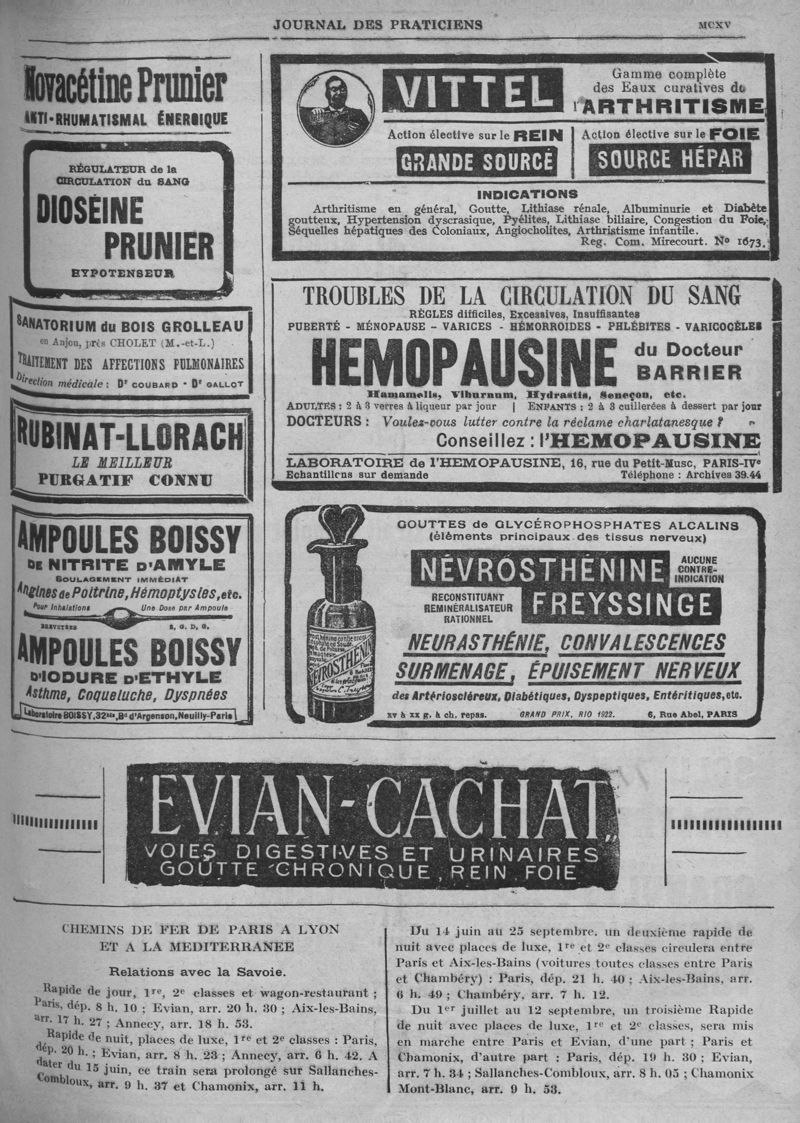 JOURNAL DES PRATICIENS
MCXV
Novacétine Prunier
ANTI-RHUMATISMAL ÉNERGIQUE
RÉGULATEUR de la
CIRCULATION du SANG
DIOSÉINE
PRUNIER
HYPOTENSEUR
SANATORIUM du BOIS GROLLEAU
en Anjou, près CHOLET (M.-et-L.)
TRAITEMENT DES AFFECTIONS PULMONAIRES
Direction médicale : Dr COUBARD - Dr GALLOT
RUBINAT-LLORACH
LE MEILLEUR
PURGATIF CONNU
AMPOULES BOISSY
DE NITRITE D'AMYLE
SOULAGEMENT IMMÉDIAT
Angines de Poitrine, Hémoptysies, etc.
Pour Inhalations Une Dose par Ampoule
BREVETÉES S. G. D. G.
AMPOULES BOISSY
D'IODURE D'ETHYLE
Asthme, Coqueluche, Dyspnées
Laboratoire BOISSY, 32bis, Bd d'Argenson, Neuilly-Paris
VITTEL
Gamme complète
des Eaux curatives de
l'ARTHRITISME
Action élective sur le REIN
GRANDE SOURCE
Action élective sur le FOIE
SOURCE HÉPAR
INDICATIONS
Arthritisme en général, Goutte, Lithiase rénale, Albuminurie et Diabète
goutteux, Hypertension dyscrasique, Pyélites, Lithiase biliaire, Congestion du Foie,
Séquelles hépatiques des Coloniaux, Angiocholites, Arthristisme infantile.
Reg. Com. Mirecourt. No 1673.
TROUBLES DE LA CIRCULATION DU SANG
RÈGLES difficiles, Excessives, Insuffisantes
PUBERTÉ - MÉNOPAUSE - VARICES - HÉMORROIDES - PHLÉBITES - VARICOCÈLES
HEMOPAUSINE du Docteur
BARRIER
Hamamelis, Viburnum, Hydrastis, Seneçon, etc.
ADULTES : 2 à 3 verres à liqueur par jour | ENFANTS : 2 à 3 cuillerées à dessert par jour
DOCTEURS : Voulez-vous lutter contre la réclame charlatanesque ?
Conseillez : l'HEMOPAUSINE
LABORATOIRE de l'HEMOPAUSINE, 16, rue du Petit-Musc, PARIS-IVe
Echantillons sur demande Téléphone : Archives 39.44
GOUTTES de GLYCÉROPHOSPHATES ALCALINS
(éléments principaux des tissus nerveux)
NÉVROSTHÉNINE
AUCUNE
CONTRE-
INDICATION
RECONSTITUANT
REMINÉRALISATEUR
RATIONNEL
FREYSSINGE
NEURASTHÉNIE, CONVALESCENCES
SURMENAGE, ÉPUISEMENT NERVEUX
des Artérioscléreux, Diabétiques, Dyspeptiques, Entéritiques, etc.
XV à XX g. à ch. repas. GRAND PRIX, RIO 1922. 6, Rue Abel, PARIS
NEVROSTHENINE
"EVIAN-CACHAT"
VOIES DIGESTIVES ET URINAIRES
GOUTTE CHRONIQUE, REIN, FOIE
CHEMINS DE FER DE PARIS A LYON
ET A LA MEDITERRANEE
Relations avec la Savoie.
Rapide de jour, 1re, 2e classes et wagon-restaurant ;
Paris, dép. 8 h. 10 ; Evian, arr. 20 h. 30 ; Aix-les-Bains,
arr. 17 h. 27 ; Annecy, arr. 18 h. 53.
Rapide de nuit, places de luxe, 1re et 2e classes : Paris,
dép. 20 h. ; Evian, arr. 8 h. 23 ; Annecy, arr. 6 h. 42. A
dater du 15 juin, ce train sera prolongé sur Sallanches-
Combloux, arr. 9 h. 37 et Chamonix, arr. 11 h.
Du 14 juin au 25 septembre, un deuxième rapide de
nuit avec places de luxe, 1re et 2e classes circulera entre
Paris et Aix-les-Bains (voitures toutes classes entre Paris
et Chambéry) : Paris, dép. 21 h. 40 ; Aix-les-Bains, arr.
6 h. 49 ; Chambéry, arr. 7 h. 12.
Du 1er juillet au 12 septembre, un troisième Rapide
de nuit avec places de luxe, 1re et 2e classes, sera mis
en marche entre Paris et Evian, d'une part ; Paris et
Chamonix, d'autre part : Paris, dép. 19 h. 30 ; Evian,
arr. 7 h. 34 ; Sallanches-Combloux, arr. 8 h. 05 ; Chamonix
Mont-Blanc, arr. 9 h. 53.